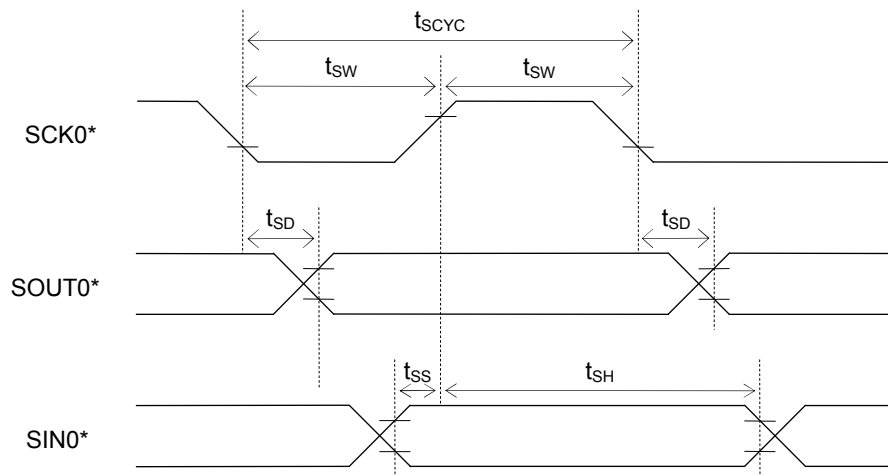 tSCYC
tSW tSW
SCK0*
tSD tSD
SOUT0*
tSS tSH
SIN0*